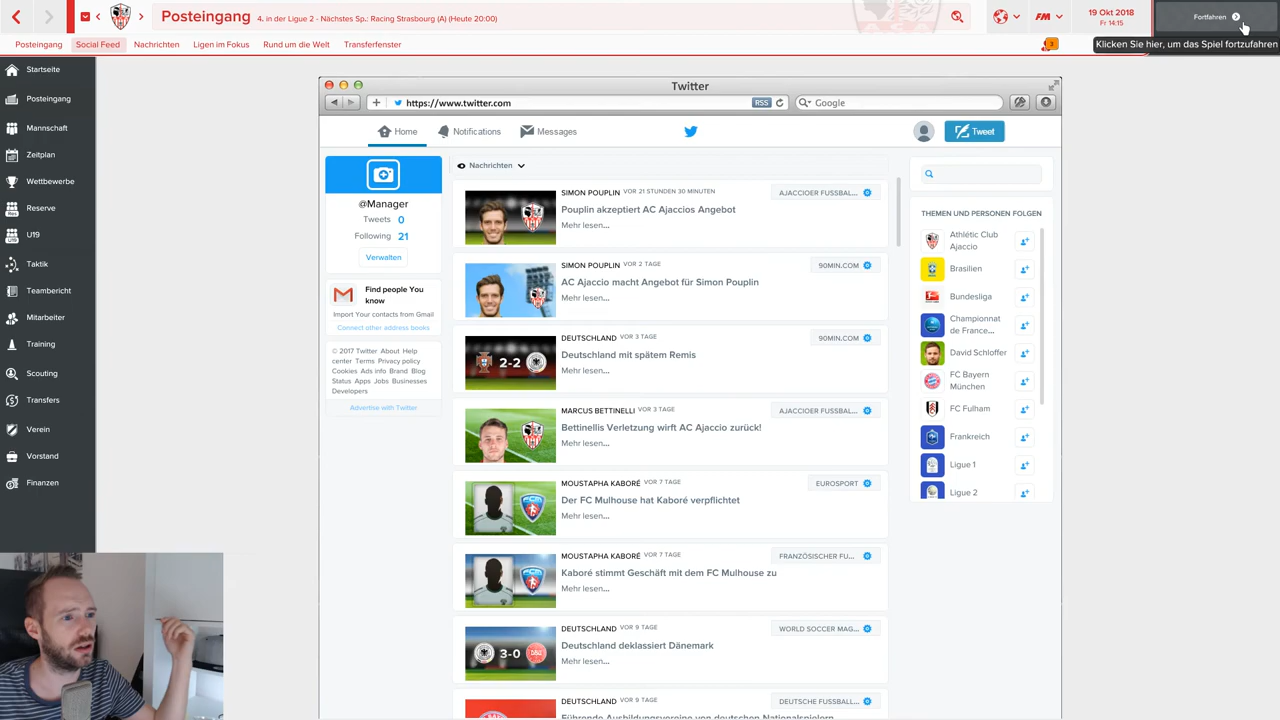 Posteingang
4. in der Ligue 2 - Nächstes Sp.: Racing Strasbourg (A) (Heute 20:00)
FM
19 Okt 2018
Fr 14:15
Fortfahren
Klicken Sie hier, um das Spiel fortzufahren
Posteingang
Social Feed
Nachrichten
Ligen im Fokus
Rund um die Welt
Transferfenster
3
Startseite
Posteingang
Mannschaft
Zeitplan
Wettbewerbe
Res
Reserve
U19
U19
Taktik
Teambericht
Mitarbeiter
Training
Scouting
Transfers
Verein
Vorstand
Finanzen
Twitter
https://www.twitter.com
RSS
Google
Home
Notifications
Messages
Tweet
@Manager
Tweets 0
Following 21
Verwalten
Find people You
know
Import Your contacts from Gmail
Connect other address books
© 2017 Twitter About Help
center Terms Privacy policy
Cookies Ads info Brand Blog
Status Apps Jobs Businesses
Developers
Advertise with Twitter
Nachrichten
SIMON POUPLIN VOR 21 STUNDEN 30 MINUTEN
AJACCIOER FUSSBAL...
Pouplin akzeptiert AC Ajaccios Angebot
Mehr lesen...
SIMON POUPLIN VOR 2 TAGE
90MIN.COM
AC Ajaccio macht Angebot für Simon Pouplin
Mehr lesen...
DEUTSCHLAND VOR 3 TAGE
90MIN.COM
2-2
Deutschland mit spätem Remis
Mehr lesen...
MARCUS BETTINELLI VOR 3 TAGE
AJACCIOER FUSSBAL...
Bettinellis Verletzung wirft AC Ajaccio zurück!
Mehr lesen...
MOUSTAPHA KABORÉ VOR 7 TAGE
EUROSPORT
Der FC Mulhouse hat Kaboré verpflichtet
Mehr lesen...
MOUSTAPHA KABORÉ VOR 7 TAGE
FRANZÖSISCHER FU...
Kaboré stimmt Geschäft mit dem FC Mulhouse zu
Mehr lesen...
DEUTSCHLAND VOR 9 TAGE
WORLD SOCCER MAG...
3-0
Deutschland deklassiert Dänemark
Mehr lesen...
DEUTSCHLAND VOR 9 TAGE
DEUTSCHE FUSSBALL...
Führende Ausbildungsvereine von deutschen Nationalspielern
THEMEN UND PERSONEN FOLGEN
Athlétic Club
Ajaccio
Brasilien
Bundesliga
Championnat
de France...
David Schloffer
FC Bayern
München
FC Fulham
Frankreich
Ligue 1
Ligue 2